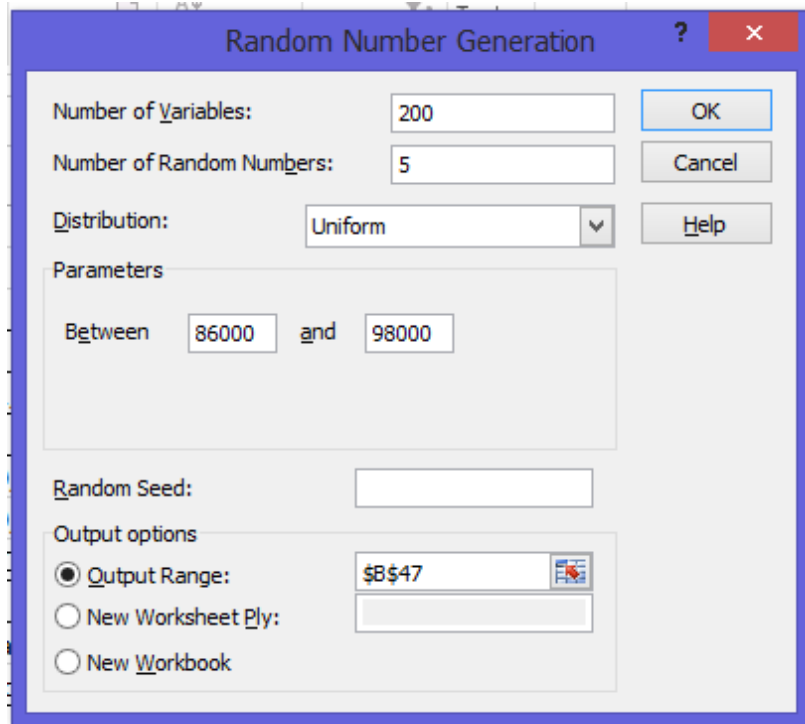 Random Number Generation ? ×
Number of Variables: 200 OK
Number of Random Numbers: 5 Cancel
Distribution: Uniform Help
Parameters
Between 86000 and 98000
Random Seed:
Output options
Output Range: $B$47
New Worksheet Ply:
New Workbook